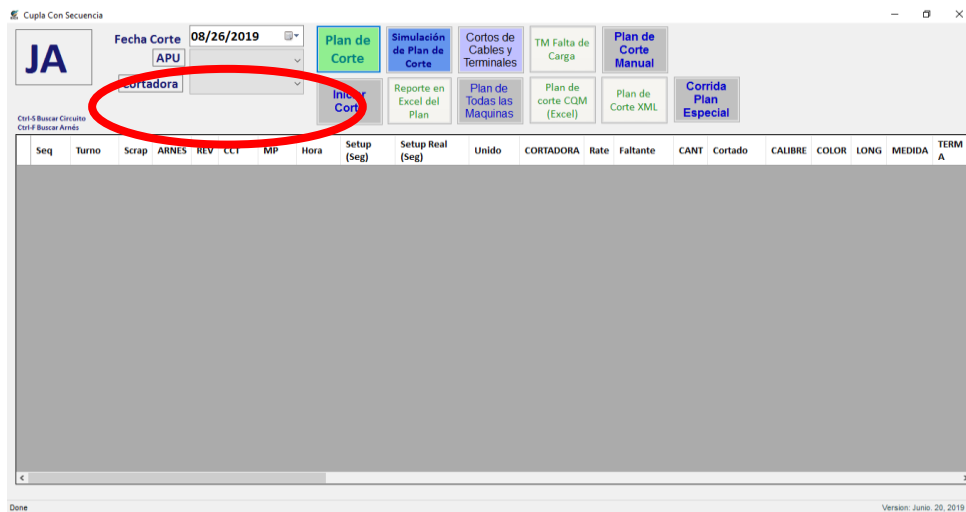 Cupla Con Secuencia
JA
Fecha Corte 08/26/2019
APU
Cortadora
Ctrl-S Buscar Circuito
Ctrl-F Buscar Arnés
Plan de
Corte
Simulación
de Plan de
Corte
Cortos de
Cables y
Terminales
TM Falta de
Carga
Plan de
Corte
Manual
Iniciar
Corte
Reporte en
Excel del
Plan
Plan de
Todas las
Maquinas
Plan de
corte CQM
(Excel)
Plan de
Corte XML
Corrida
Plan
Especial
Seq Turno Scrap ARNES REV CCT MP Hora Setup (Seg) Setup Real (Seg) Unido CORTADORA Rate Faltante CANT Cortado CALIBRE COLOR LONG MEDIDA TERM A
Done
Version: Junio. 20, 2019